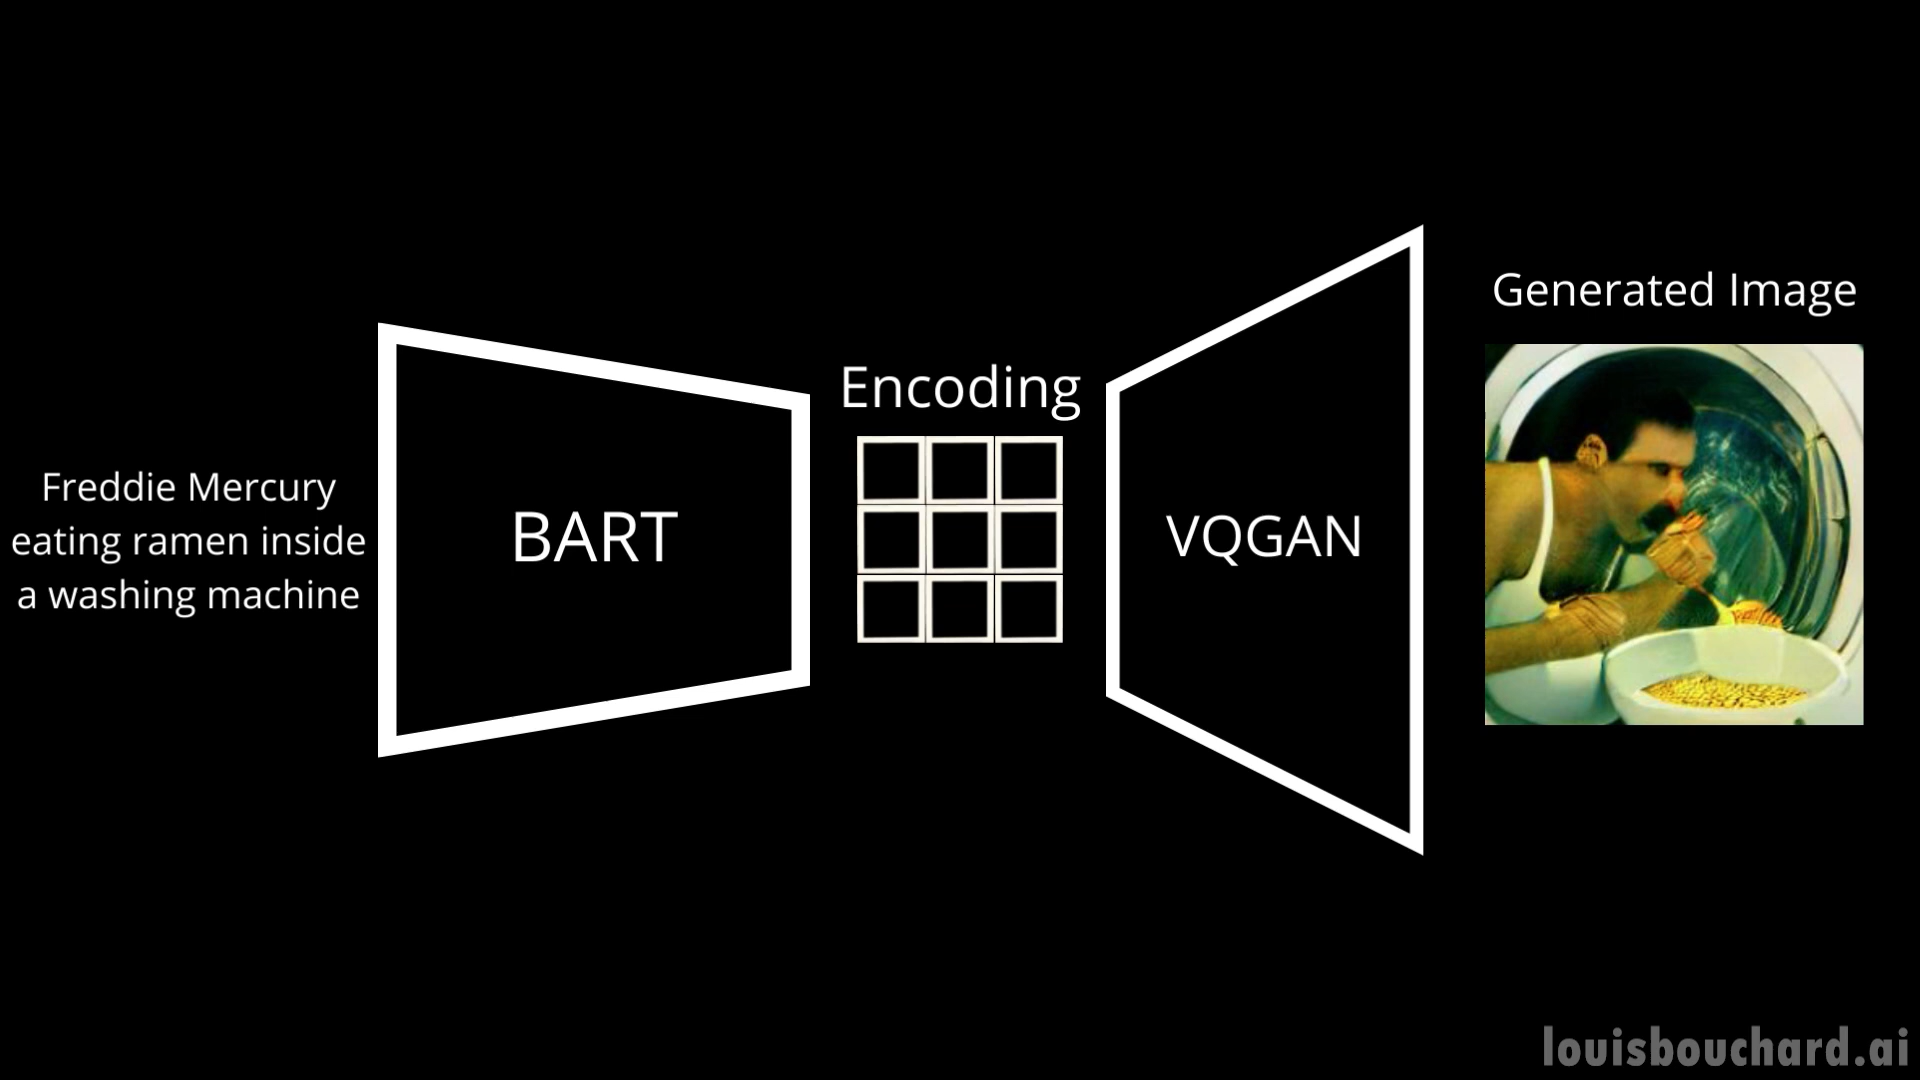 Freddie Mercury
eating ramen inside
a washing machine
BART
Encoding
VQGAN
Generated Image
louisbouchard.ai